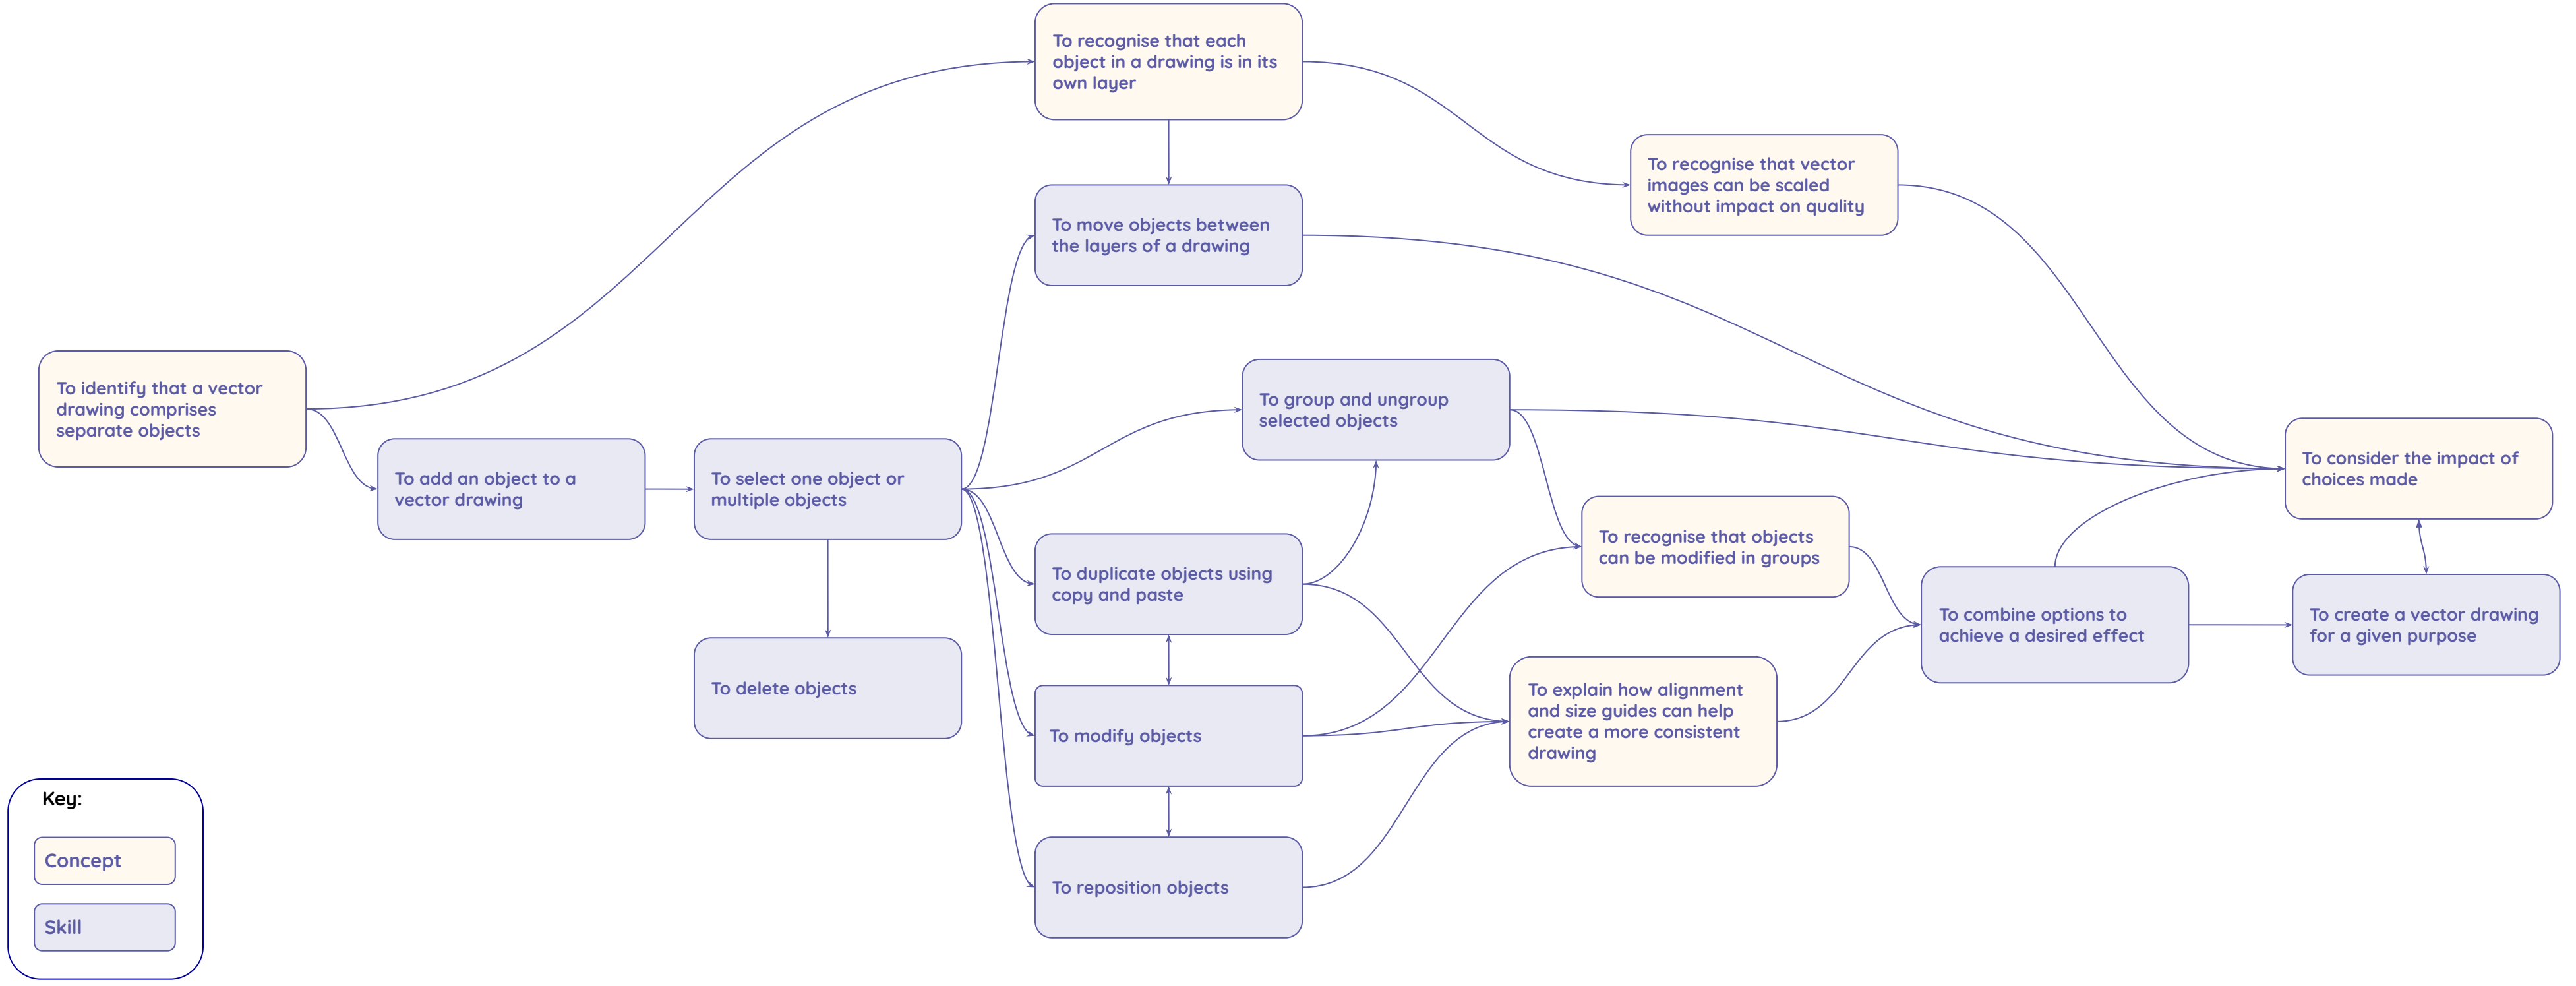 To recognise that each
object in a drawing is in its
own layer
To recognise that vector
images can be scaled
without impact on quality
To move objects between
the layers of a drawing
To identify that a vector
drawing comprises
separate objects
To group and ungroup
selected objects
To consider the impact of
choices made
To add an object to a
vector drawing
To select one object or
multiple objects
To recognise that objects
can be modified in groups
To duplicate objects using
copy and paste
To combine options to
achieve a desired effect
To create a vector drawing
for a given purpose
To delete objects
To explain how alignment
and size guides can help
create a more consistent
drawing
To modify objects
To reposition objects
Key:
Concept
Skill